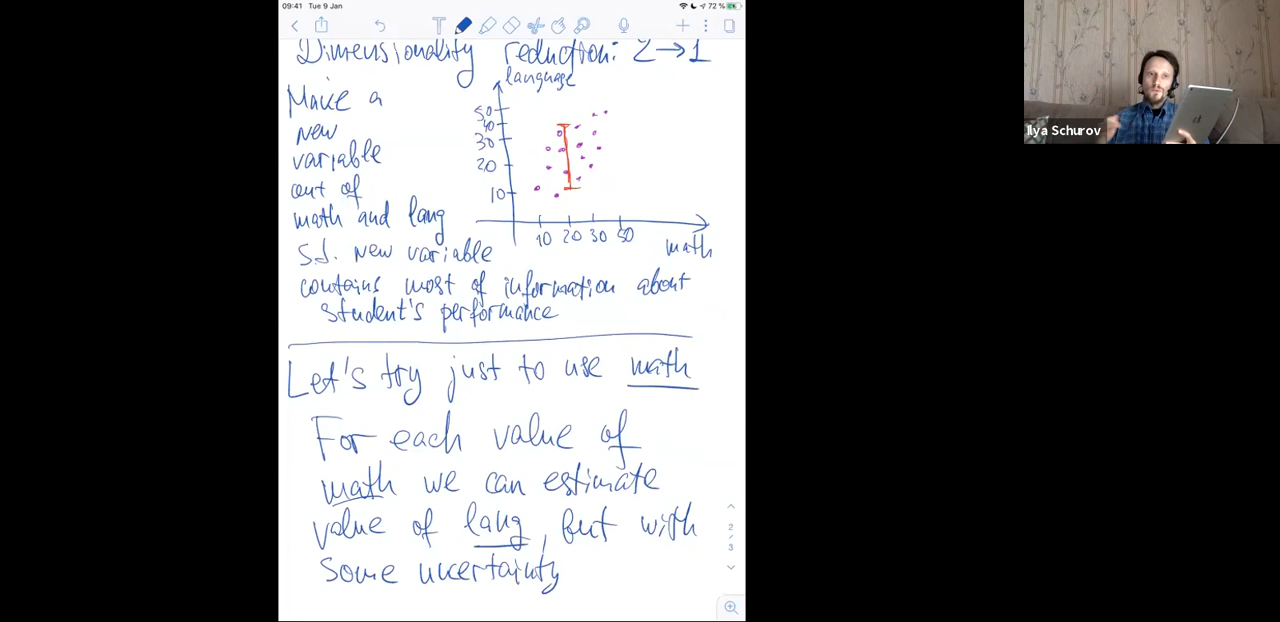 09:41 Tue 9 Jan
72 %
Dimensionality reduction: 2→1
Make a
new
variable
out of
math and lang
s.t. new variable
contains most of information about
student's performance
language
50
40
30
20
10
10 20 30 50
math
Let's try just to use math
For each value of
math we can estimate
value of lang, but with
some uncertainty
2
/
3
Ilya Schurov